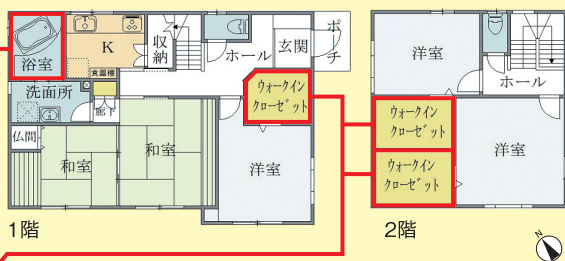 浴室
K
食器棚
収納
ホール
玄関
ポーチ
洗面所
廊下
ウォークイン
クローゼット
仏間
和室
和室
洋室
1階
洋室
ホール
ウォークイン
クローゼット
ウォークイン
クローゼット
洋室
2階
N